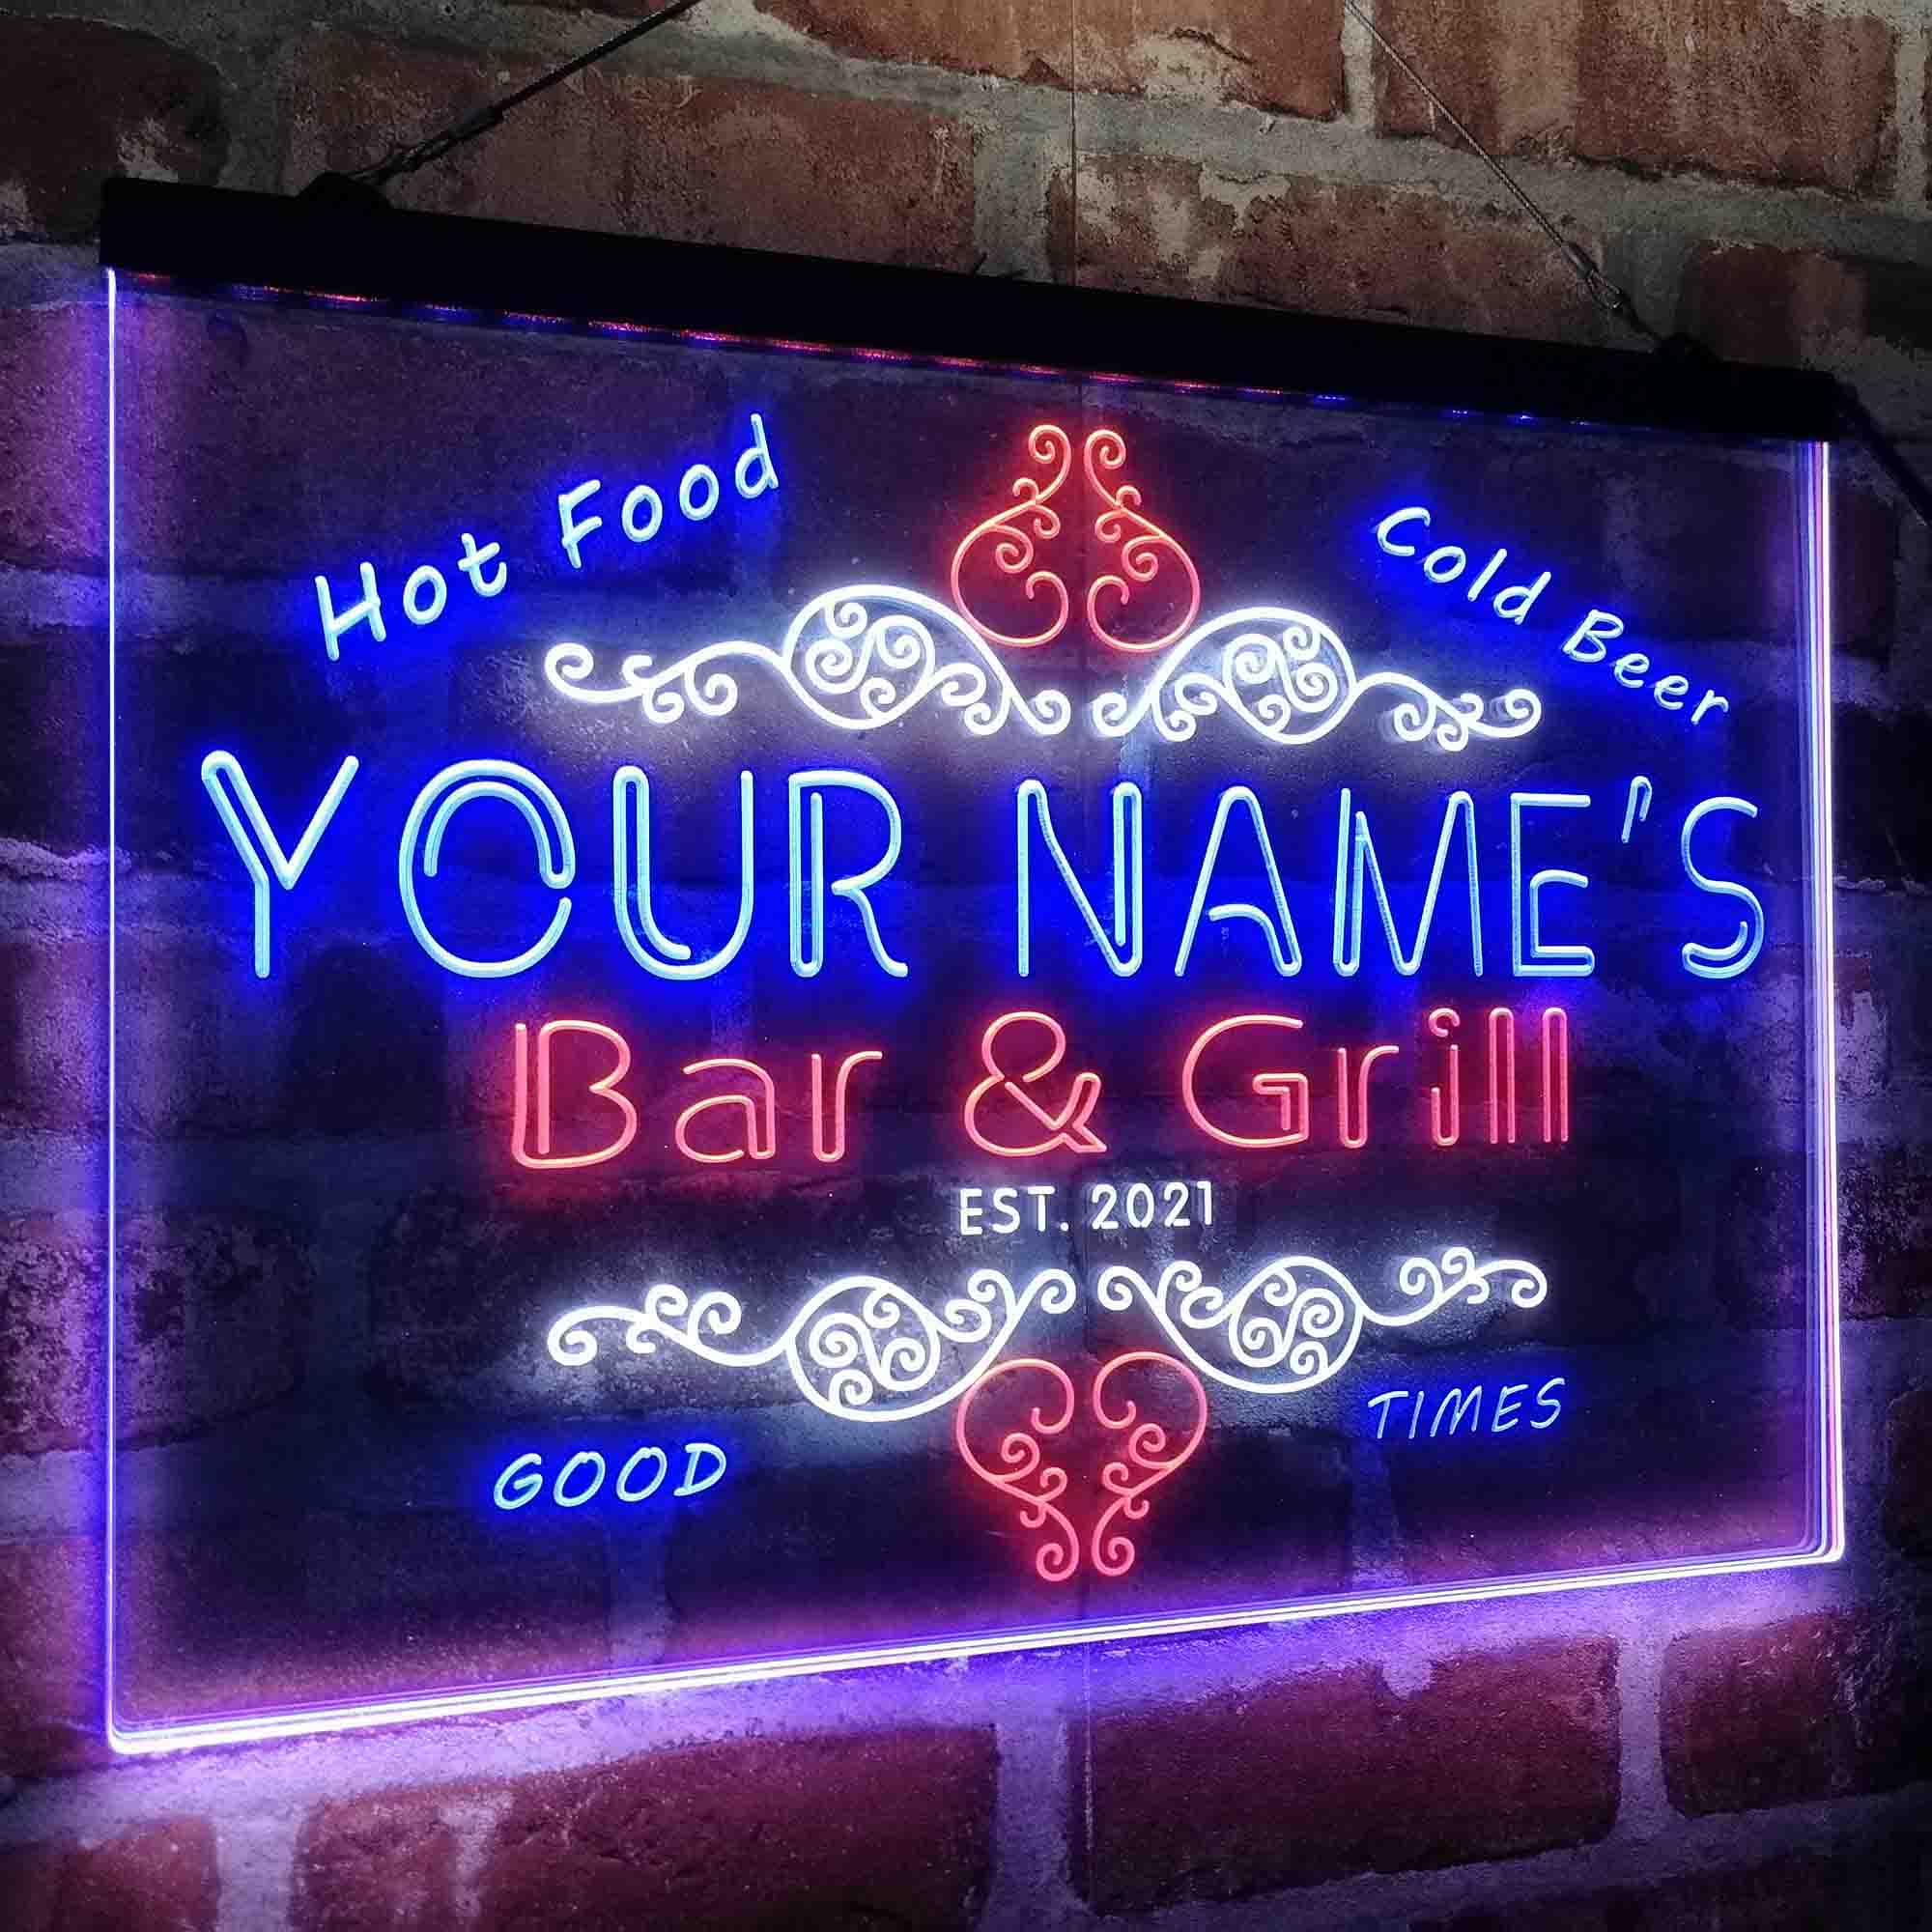 Hot Food
Cold Beer
YOUR NAME'S
Bar & Grill
EST. 2021
GOOD
TIMES